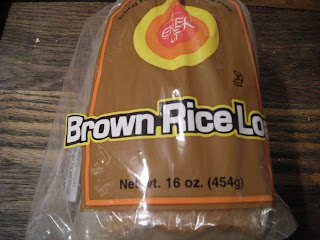 ENER
G
Brown Rice Lo
Net wt. 16 oz. (454g)